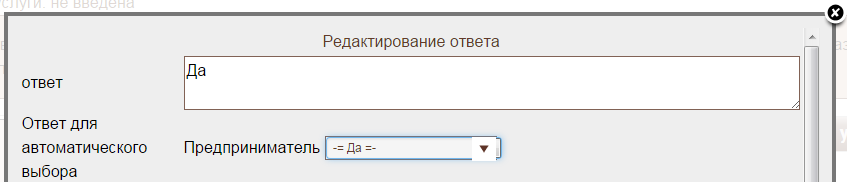 слуги: не введена
Редактирование ответа
ответ
Да
Ответ для
автоматического
выбора
Предприниматель -= Да =-